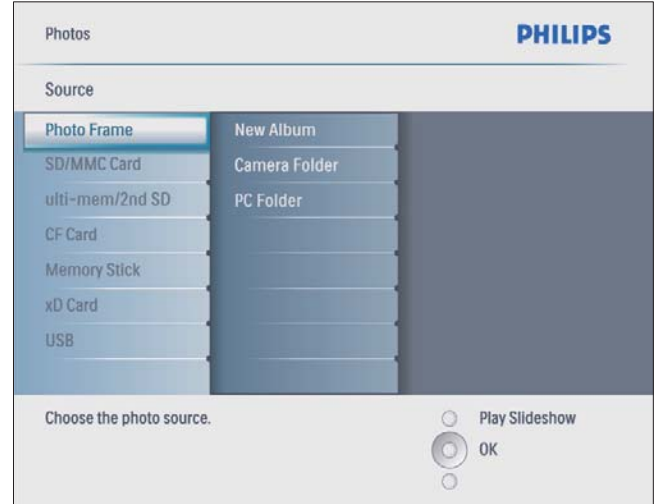 Photos
PHILIPS
Source
Photo Frame
New Album
SD/MMC Card
Camera Folder
ulti-mem/2nd SD
PC Folder
CF Card
Memory Stick
xD Card
USB
Choose the photo source.
Play Slideshow
OK